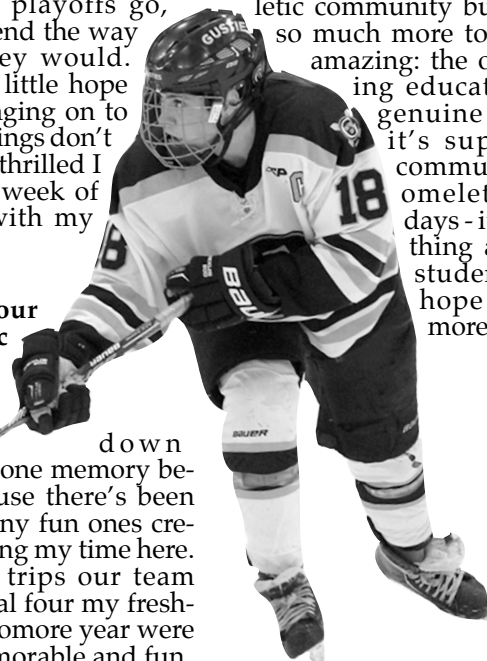 playoffs go,
end the way
ey would.
little hope
nging on to
ings don't
thrilled I
week of
with my
our
c
down
one memory be-
use there's been
ny fun ones cre-
ng my time here.
trips our team
al four my fresh-
omore year were
morable and fun
letic community bu
so much more to
amazing: the o
ing educat
genuine
it's sup
commu
omelet
days-i
thing a
studen
hope
more
GUSTIE
CCP
C
18
8
BAU
BAUER
BAUER